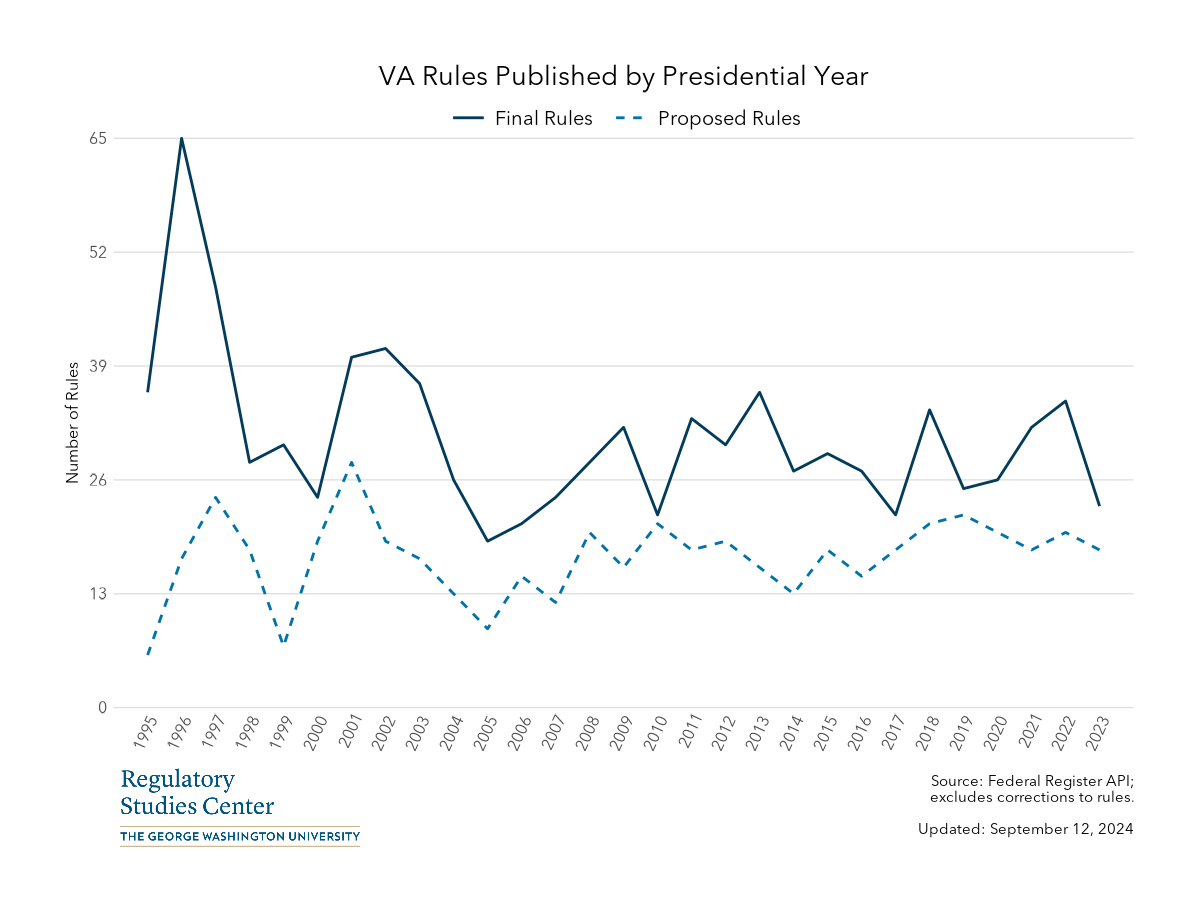 VA Rules Published by Presidential Year
Final Rules Proposed Rules
65
52
39
26
13
0
Number of Rules
1995 1996 1997 1998 1999 2000 2001 2002 2003 2004 2005 2006 2007 2008 2009 2010 2011 2012 2013 2014 2015 2016 2017 2018 2019 2020 2021 2022 2023
Regulatory
Studies Center
THE GEORGE WASHINGTON UNIVERSITY
Source: Federal Register API;
excludes corrections to rules.
Updated: September 12, 2024